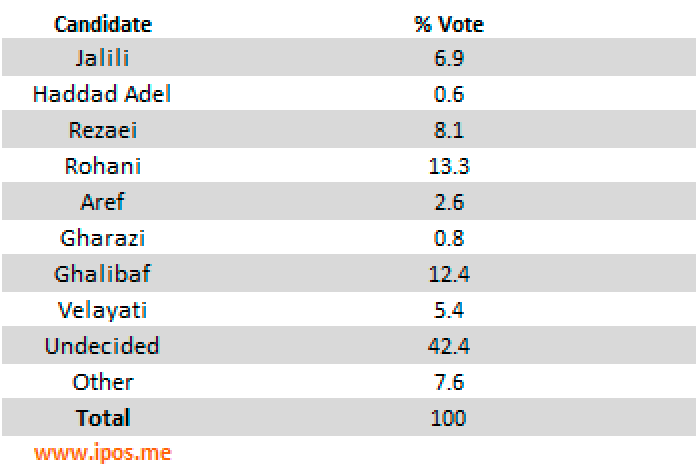 Candidate % Vote
Jalili 6.9
Haddad Adel 0.6
Rezaei 8.1
Rohani 13.3
Aref 2.6
Gharazi 0.8
Ghalibaf 12.4
Velayati 5.4
Undecided 42.4
Other 7.6
Total 100
www.ipos.me